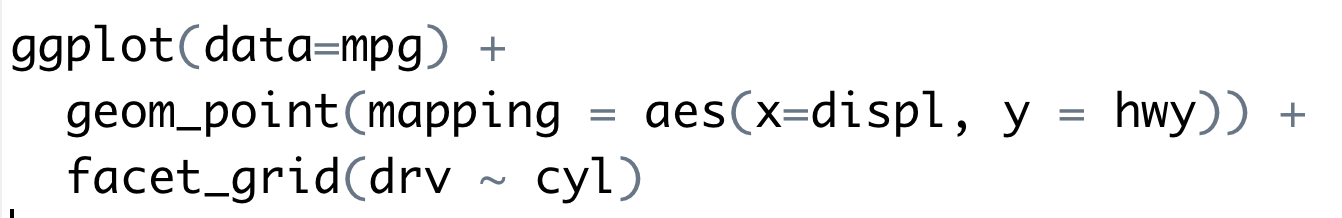 ggplot(data=mpg) +
  geom_point(mapping = aes(x=displ, y = hwy)) +
  facet_grid(drv ~ cyl)